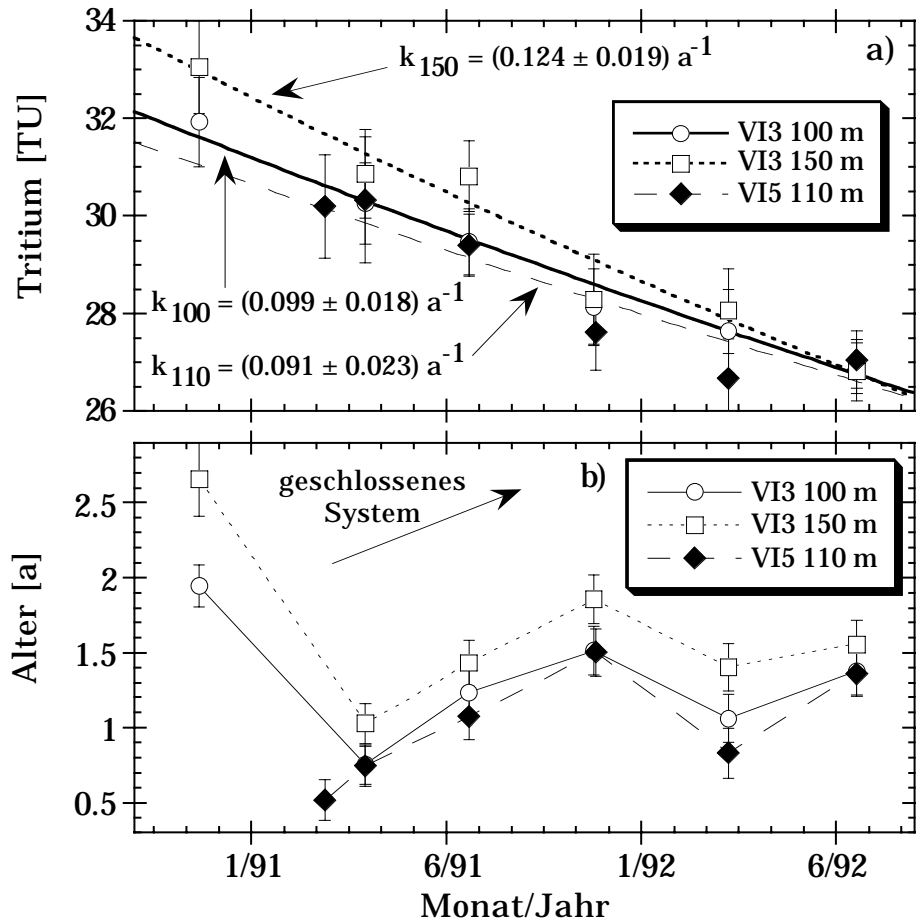 34
32
30
28
26
Tritium [TU]
k150 = (0.124 ± 0.019) a-1
a)
VI3 100 m
VI3 150 m
VI5 110 m
k100 = (0.099 ± 0.018) a-1
k110 = (0.091 ± 0.023) a-1
2.5
2
1.5
1
0.5
Alter [a]
geschlossenes
System
b)
VI3 100 m
VI3 150 m
VI5 110 m
1/91 6/91 1/92 6/92
Monat/Jahr